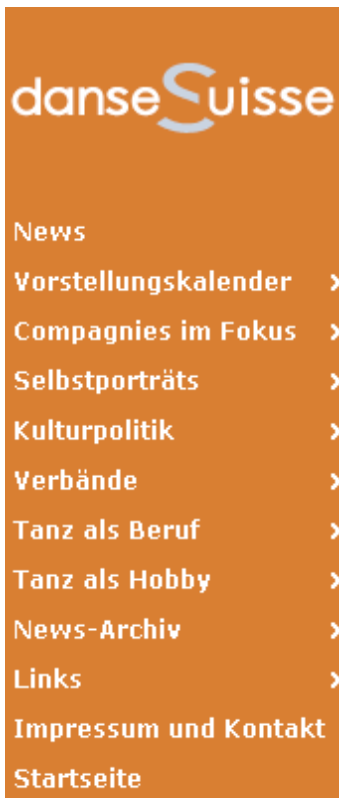 danseSuisse
News
Vorstellungskalender
Compagnies im Fokus
Selbstporträts
Kulturpolitik
Verbände
Tanz als Beruf
Tanz als Hobby
News-Archiv
Links
Impressum und Kontakt
Startseite